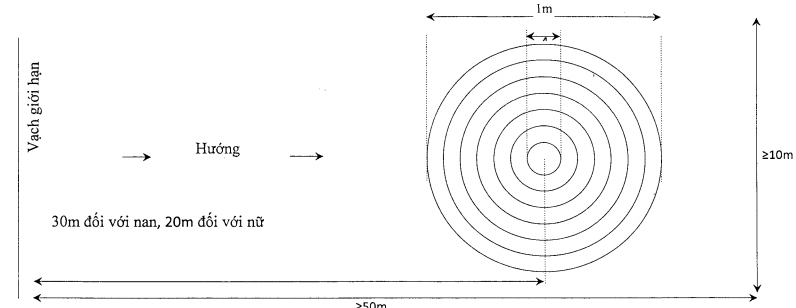 1m
Vạch giới hạn
Hướng
≥10m
30m đối với nan, 20m đối với nữ
≥50m